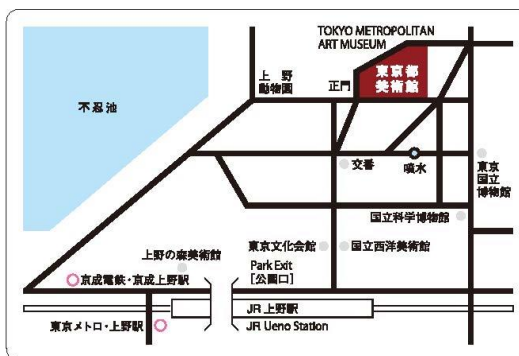 TOKYO METROPOLITAN
ART MUSEUM
東京都
美術館
上野
動物園
正門
不忍池
交番
噴水
東京
国立
博物館
国立科学博物館
上野の森美術館
東京文化会館
国立西洋美術館
Park Exit
[公園口]
京成電鉄・京成上野駅
JR 上野駅
東京メトロ・上野駅
JR Ueno Station